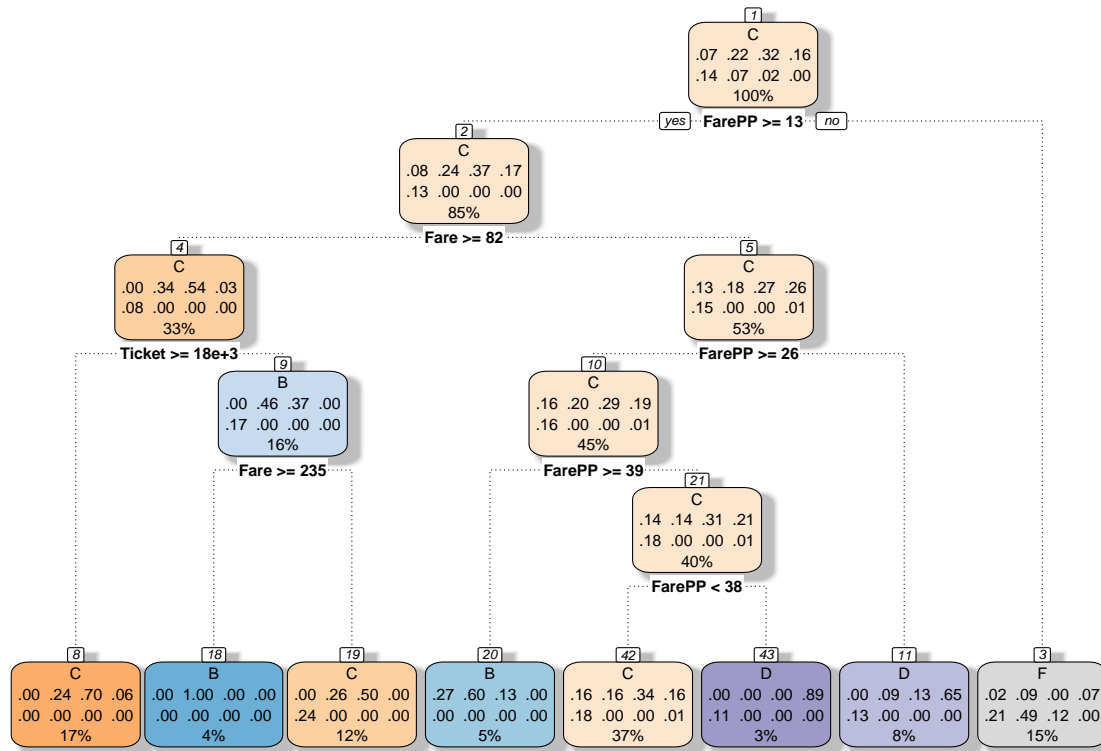 1
C
.07 .22 .32 .16
.14 .07 .02 .00
100%
yes FarePP >= 13 no
2
C
.08 .24 .37 .17
.13 .00 .00 .00
85%
Fare >= 82
4
C
.00 .34 .54 .03
.08 .00 .00 .00
33%
Ticket >= 18e+3
5
C
.13 .18 .27 .26
.15 .00 .00 .01
53%
FarePP >= 26
9
B
.00 .46 .37 .00
.17 .00 .00 .00
16%
Fare >= 235
10
C
.16 .20 .29 .19
.16 .00 .00 .01
45%
FarePP >= 39
21
C
.14 .14 .31 .21
.18 .00 .00 .01
40%
FarePP < 38
8
C
.00 .24 .70 .06
.00 .00 .00 .00
17%
18
B
.00 1.00 .00 .00
.00 .00 .00 .00
4%
19
C
.00 .26 .50 .00
.24 .00 .00 .00
12%
20
B
.27 .60 .13 .00
.00 .00 .00 .00
5%
42
C
.16 .16 .34 .16
.18 .00 .00 .01
37%
43
D
.00 .00 .00 .89
.11 .00 .00 .00
3%
11
D
.00 .09 .13 .65
.13 .00 .00 .00
8%
3
F
.02 .09 .00 .07
.21 .49 .12 .00
15%